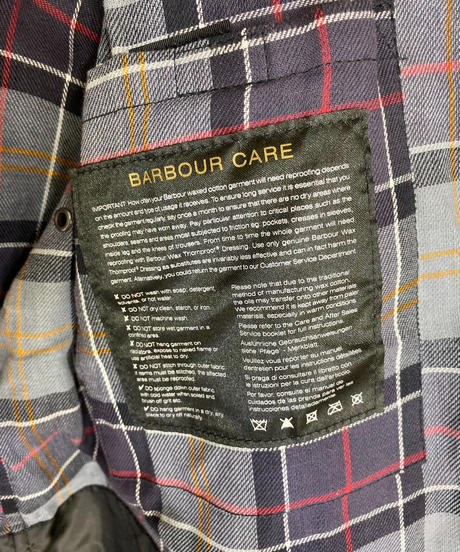 BARBOUR CARE
IMPORTANT How often your Barbour waxed cotton garment will need reproofing depends
on the amount and type of usage it receives. To ensure long service it is essential that you
check the garment regularly, say once a month to ensure that there are no dry areas where
the proofing may have worn away. Pay particular attention to critical places such as the
shoulders, seams and areas most subjected to friction eg. pockets, creases in sleeves,
inside leg and the knees of trousers. From time to time the whole garment will need
reproofing with Barbour Wax Thornproof® Dressing. Use only genuine Barbour Wax
Thornproof® Dressing as substitutes are invariably less effective and can in fact harm the
garment. Alternatively, you could return the garment to our Customer Service Department
✗ DO NOT wash with soap, detergent,
solvents, or hot water
✗ DO NOT dry clean, starch, or iron.
✗ DO NOT machine wash.
✗ DO NOT store wet garment in a
confined area.
✗ DO NOT hang garment on
radiators, expose to naked flame or
artificial heat to dry.
✗ DO NOT stitch through outer fabric
if seams must be stitched, the affected
area must be reproofed.
✓ DO sponge down outer fabric
with cold water when soiled and
brush off grit etc.
✓ DO hang garment in a dry, airy
place to dry off naturally
Please note that due to the traditional
method of manufacturing wax cotton,
the oils may transfer onto other materials
We recommend it is kept away from paler
materials, especially in warm conditions
Please refer to the Care and After Sales
Service booklet for full instructions.
Ausführliche Gebrauchsanweisungen:
siehe "Pflege" - Merkblatt.
Veuillez vous reporter au manuel
d'entretien pour les instructions détaillées
Si prega di consultare il libretto con
le istruzioni per la cura della loro
Por favor, consulte el manuel de
cuidados de las prendas para
instrucciones detalladas